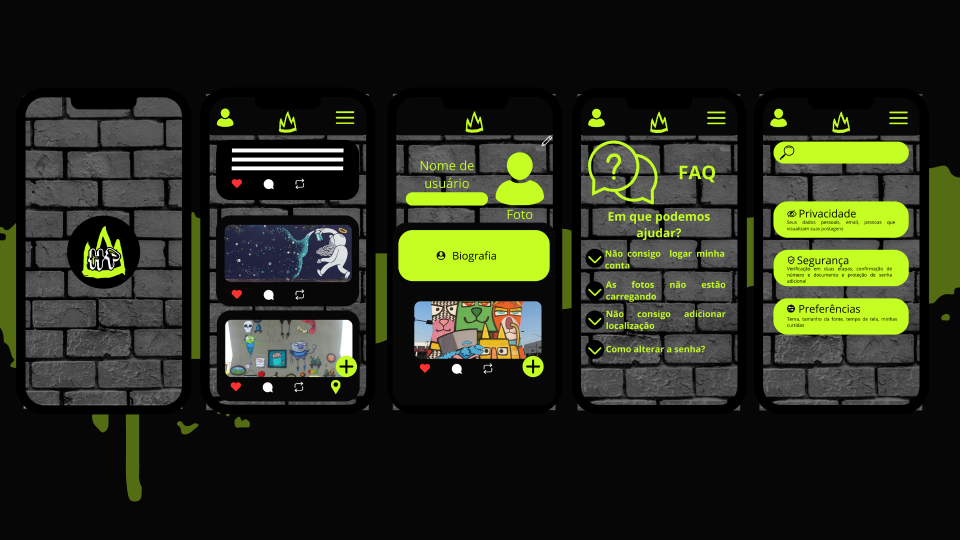 Nome de
usuário
Foto
Biografia
FAQ
Em que podemos
ajudar?
Não consigo logar minha
conta
As fotos não estão
carregando
Não consigo adicionar
localização
Como alterar a senha?
Privacidade
Seus dados pessoais, email, pessoas que
visualizam suas postagens
Segurança
Verificação em duas etapas, confirmação de
número e documento e proteção de senha
adicional
Preferências
Tema, tamanho da fonte, tempo de tela, minhas
curtidas